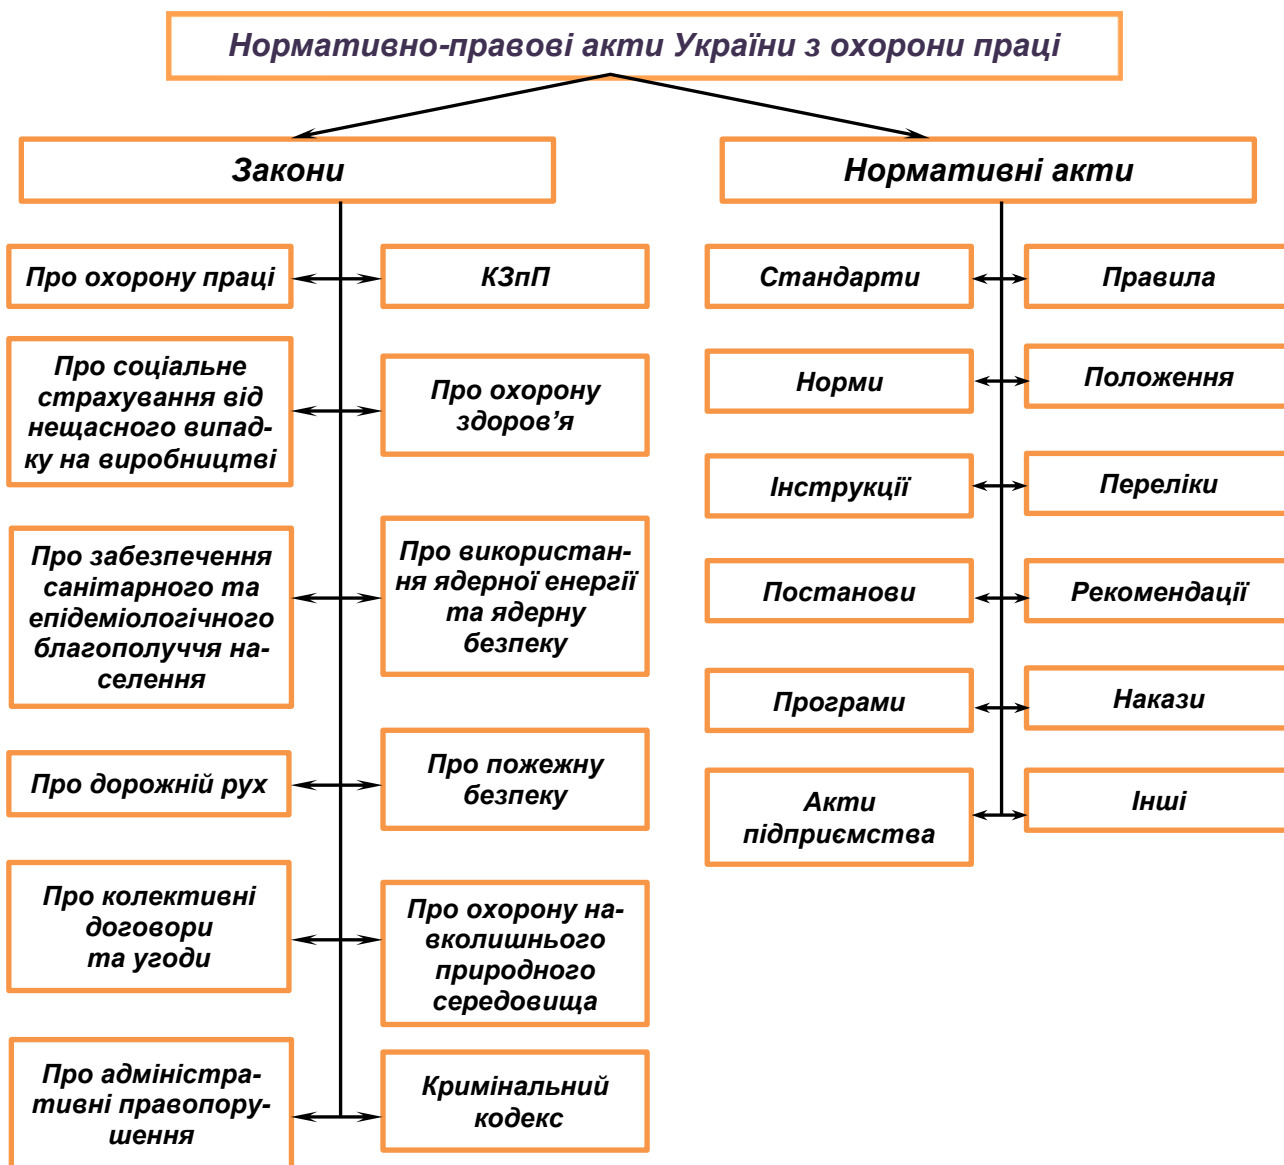 Нормативно-правові акти України з охорони праці
Закони
Нормативні акти
Про охорону праці
КЗпП
Про соціальне
страхування від
нещасного випад-
ку на виробництві
Про охорону
здоров’я
Про забезпечення
санітарного та
епідеміологічного
благополуччя на-
селення
Про використан-
ня ядерної енергії
та ядерну
безпеку
Про дорожній рух
Про пожежну
безпеку
Про колективні
договори
та угоди
Про охорону на-
вколишнього
природного
середовища
Про адміністра-
тивні правопору-
шення
Кримінальний
кодекс
Стандарти
Правила
Норми
Положення
Інструкції
Переліки
Постанови
Рекомендації
Програми
Накази
Акти
підприємства
Інші